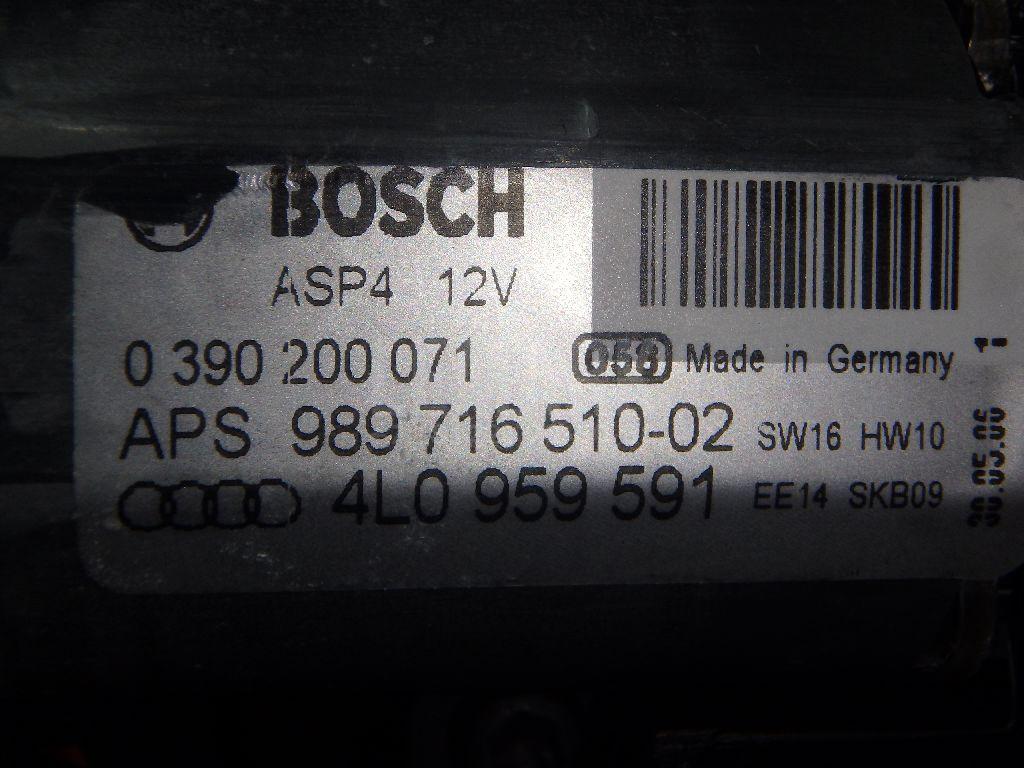 BOSCH
ASP4 12V
0 390 200 071
058 Made in Germany
1
APS 989 716 510-02 SW16 HW10
4L0 959 591 EE14 SKB09